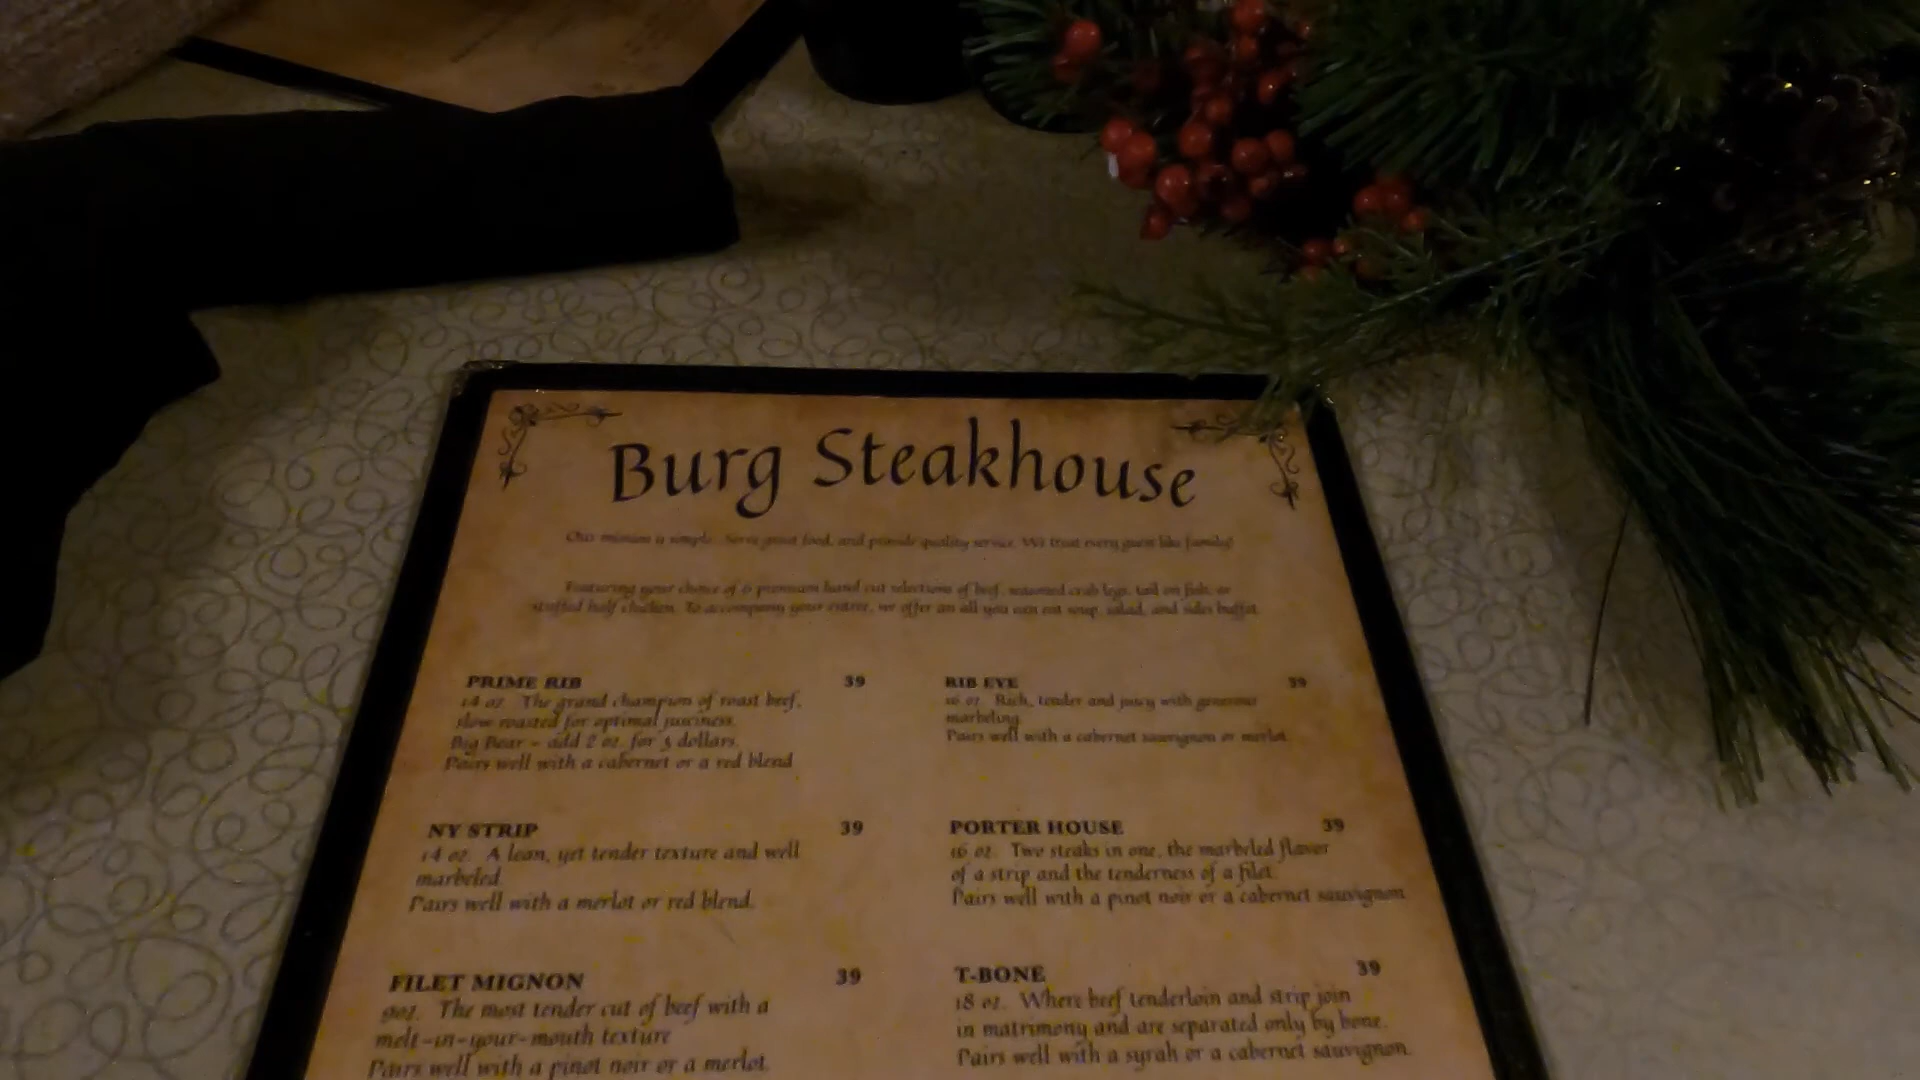 Burg Steakhouse
Our mission is simple. Serve great food, and provide quality service. We treat every guest like family!
Featuring your choice of 6 premium hand cut selections of beef, seasoned crab legs, tail on fish, or
stuffed half chicken. To accompany your entree, we offer an all you can eat soup, salad, and sides buffet.
PRIME RIB 39
14 oz. The grand champion of roast beef,
slow roasted for optimal juiciness.
Big Bear - add 2 oz. for 3 dollars.
Pairs well with a cabernet or a red blend
RIB EYE 39
16 oz. Rich, tender and juicy with generous
marbeling.
Pairs well with a cabernet sauvignon or merlot.
NY STRIP 39
14 oz. A lean, yet tender texture and well
marbeled.
Pairs well with a merlot or red blend.
PORTER HOUSE 39
16 oz. Two steaks in one, the marbeled flavor
of a strip and the tenderness of a filet.
Pairs well with a pinot noir or a cabernet sauvignon.
FILET MIGNON 39
9oz. The most tender cut of beef with a
melt-in-your-mouth texture
Pairs well with a pinot noir or a merlot.
T-BONE 39
18 oz. Where beef tenderloin and strip join
in matrimony and are separated only by bone.
Pairs well with a syrah or a cabernet sauvignon.